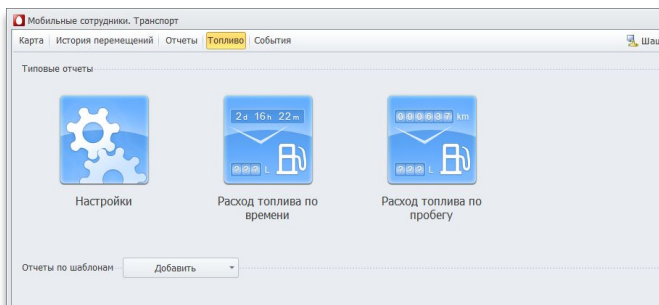 Мобильные сотрудники. Транспорт
Карта История перемещений Отчеты Топливо События
Типовые отчеты
2d 16h 22m
000637 km
L
L
Настройки
Расход топлива по
времени
Расход топлива по
пробегу
Отчеты по шаблонам Добавить